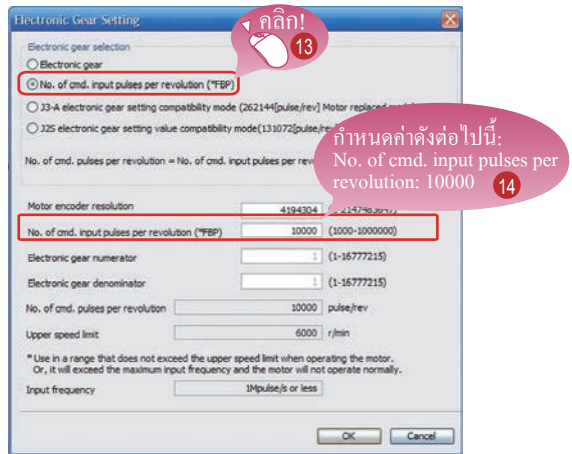 Electronic Gear Setting
คลิก!
13
Electronic gear selection
Electronic gear
No. of cmd. input pulses per revolution (*FBP)
J3-A electronic gear setting compatibility mode (262144[pulse/rev] Motor replaced
J2S electronic gear setting value compatibility mode(131072[pulse/
กำหนดค่าดังต่อไปนี้:
No. of cmd. input pulses per
revolution: 10000
14
No. of cmd. pulses per revolution = No. of cmd. input pulses per
Motor encoder resolution 4194304 (1-2147483647)
No. of cmd. input pulses per revolution (*FBP) 10000 (1000-1000000)
Electronic gear numerator 1 (1-16777215)
Electronic gear denominator 1 (1-16777215)
No. of cmd. pulses per revolution 10000 pulse/rev
Upper speed limit 6000 r/min
* Use in a range that does not exceed the upper speed limit when operating the motor.
Or, it will exceed the maximum input frequency and the motor will not operate normally.
Input frequency 1Mpulse/s or less
OK Cancel